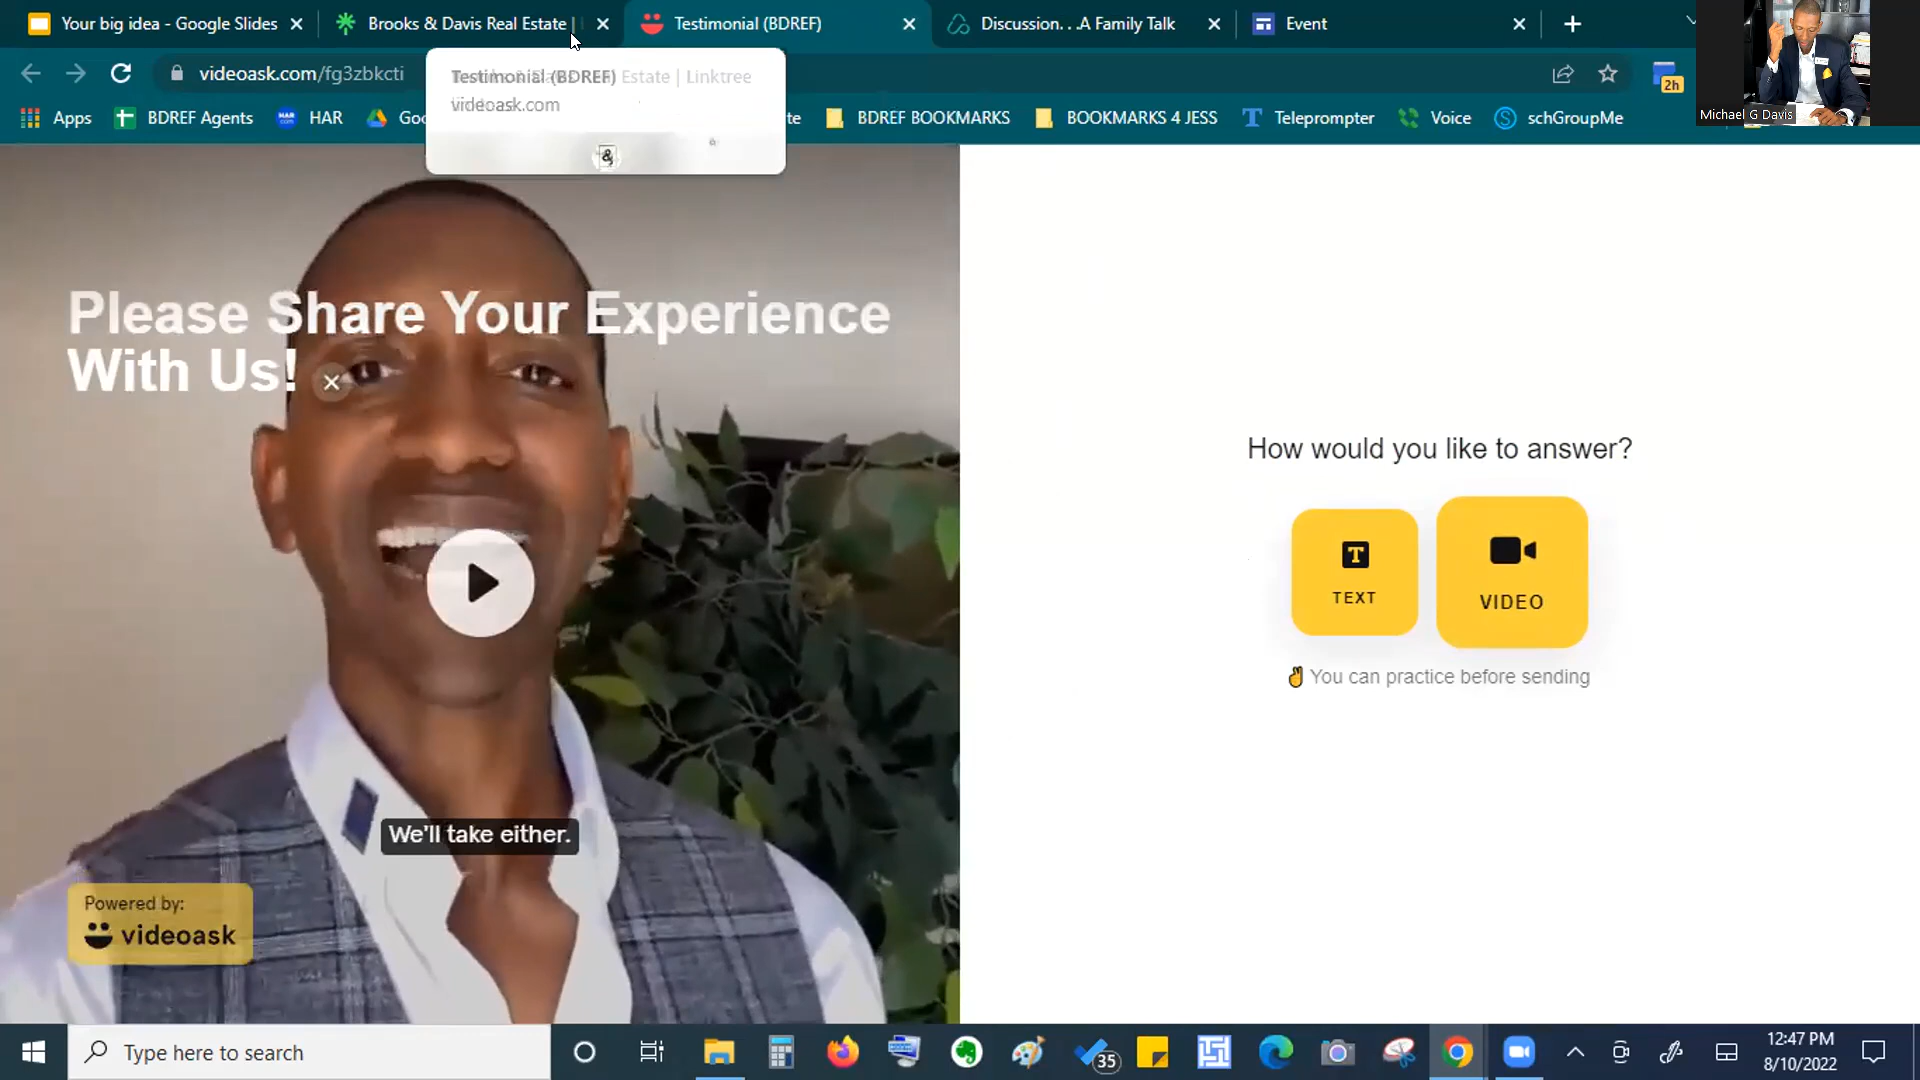 Your big idea - Google Slides
Brooks & Davis Real Estate |
Testimonial (BDREF)
Discussion. . .A Family Talk
Event
videoask.com/fg3zbkcti
Testimonial (BDREF) Estate | Linktree
videoask.com
2h
Michael G Davis
Apps
BDREF Agents
HAR
Goo
te
BDREF BOOKMARKS
BOOKMARKS 4 JESS
Teleprompter
Voice
schGroupMe
&
Please Share Your Experience
With Us!
How would you like to answer?
TEXT
VIDEO
✌ You can practice before sending
We'll take either.
Powered by:
videoask
Type here to search
35
12:47 PM
8/10/2022